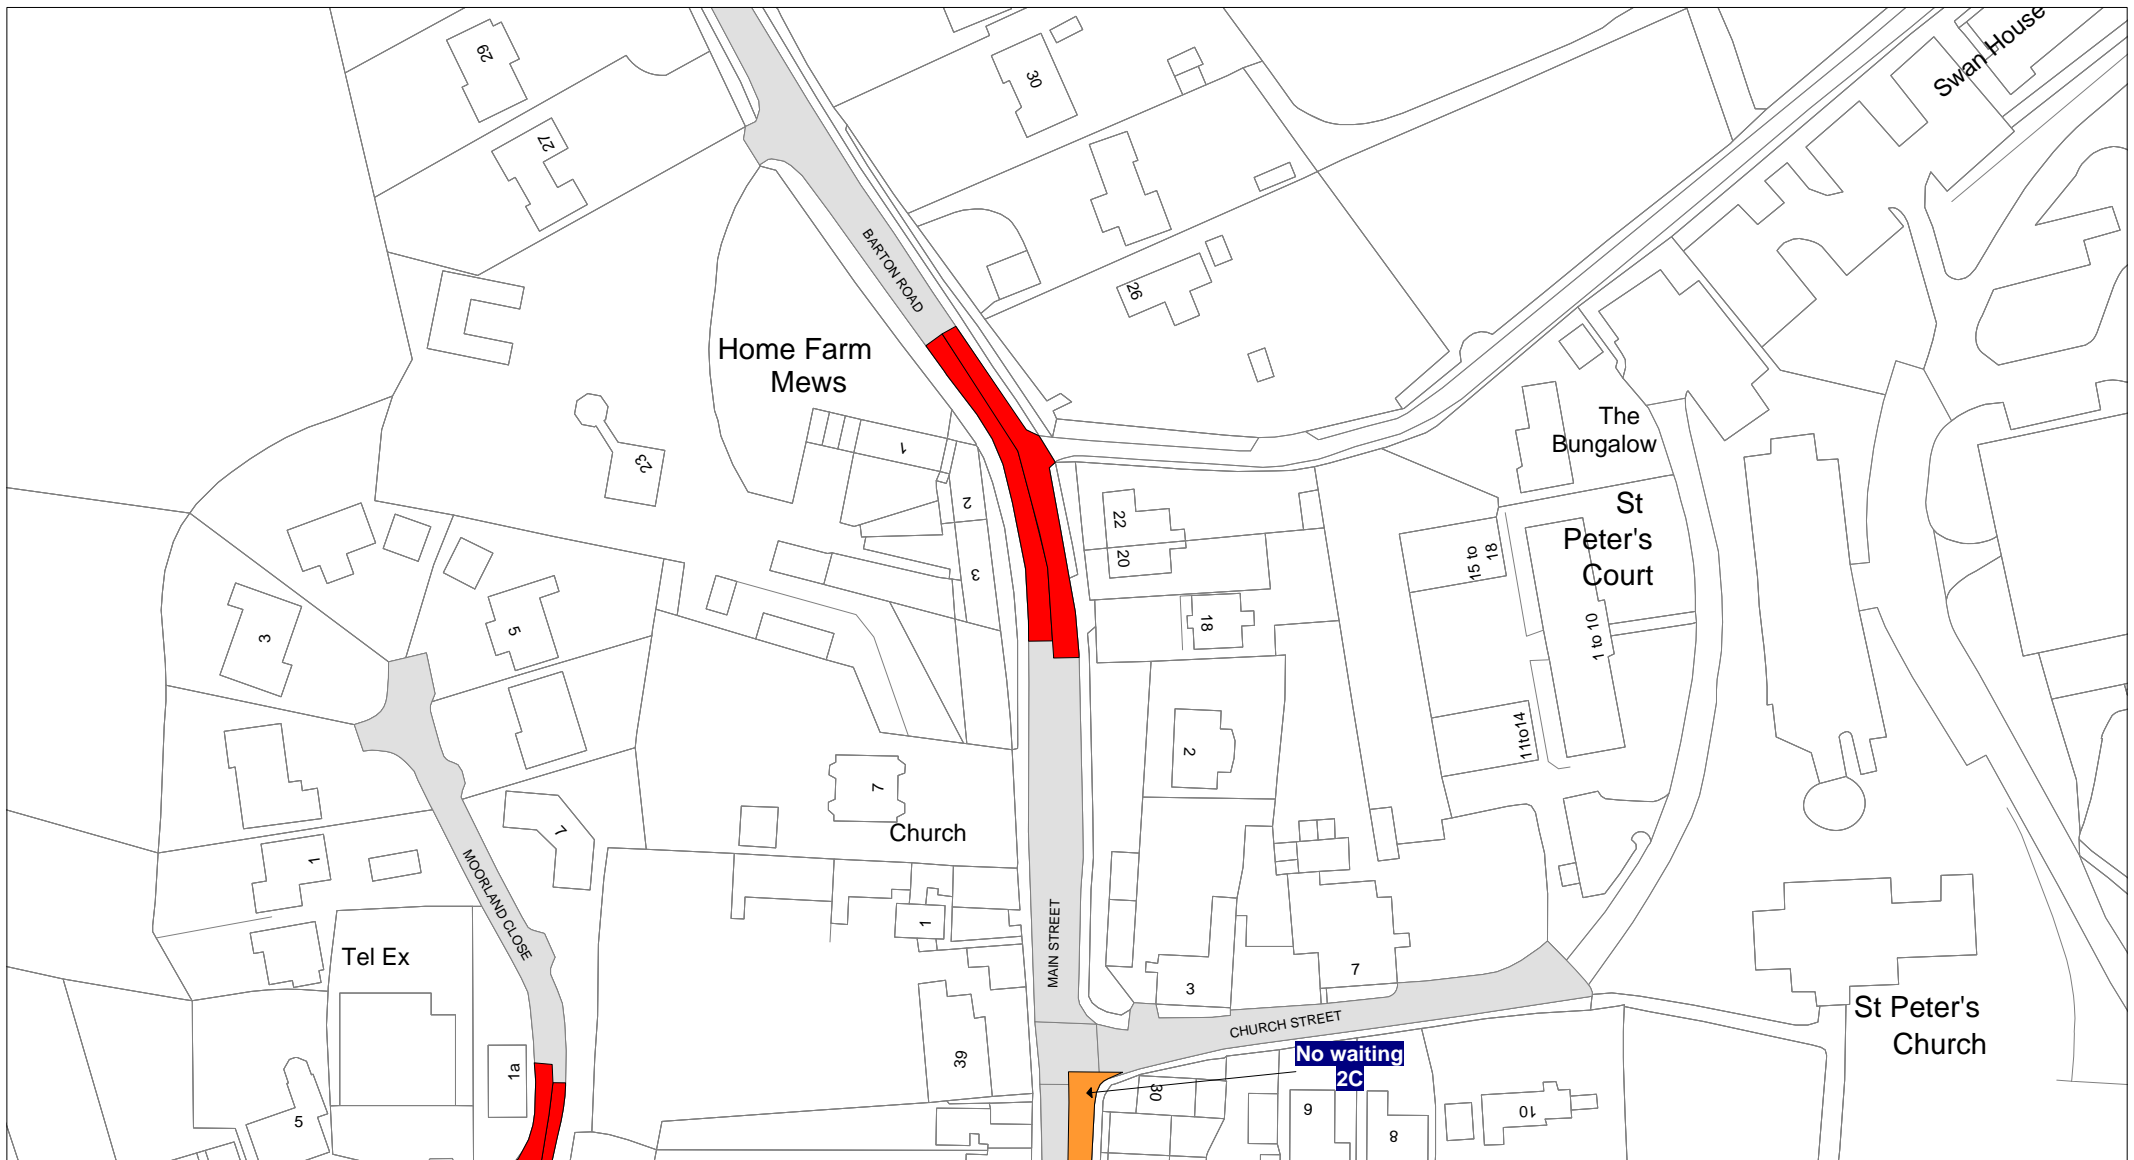 Swan House
29
30
27
BARTON ROAD
26
Home Farm
Mews
The
Bungalow
1
23
2
St
Peter's
Court
22
20
15 to
18
3
3
5
18
1 to 10
11to14
2
7
Church
7
1
MOORLAND CLOSE
1
MAIN STREET
Tel Ex
7
3
St Peter's
Church
CHURCH STREET
39
No waiting
2C
1a
30
9
10
5
8